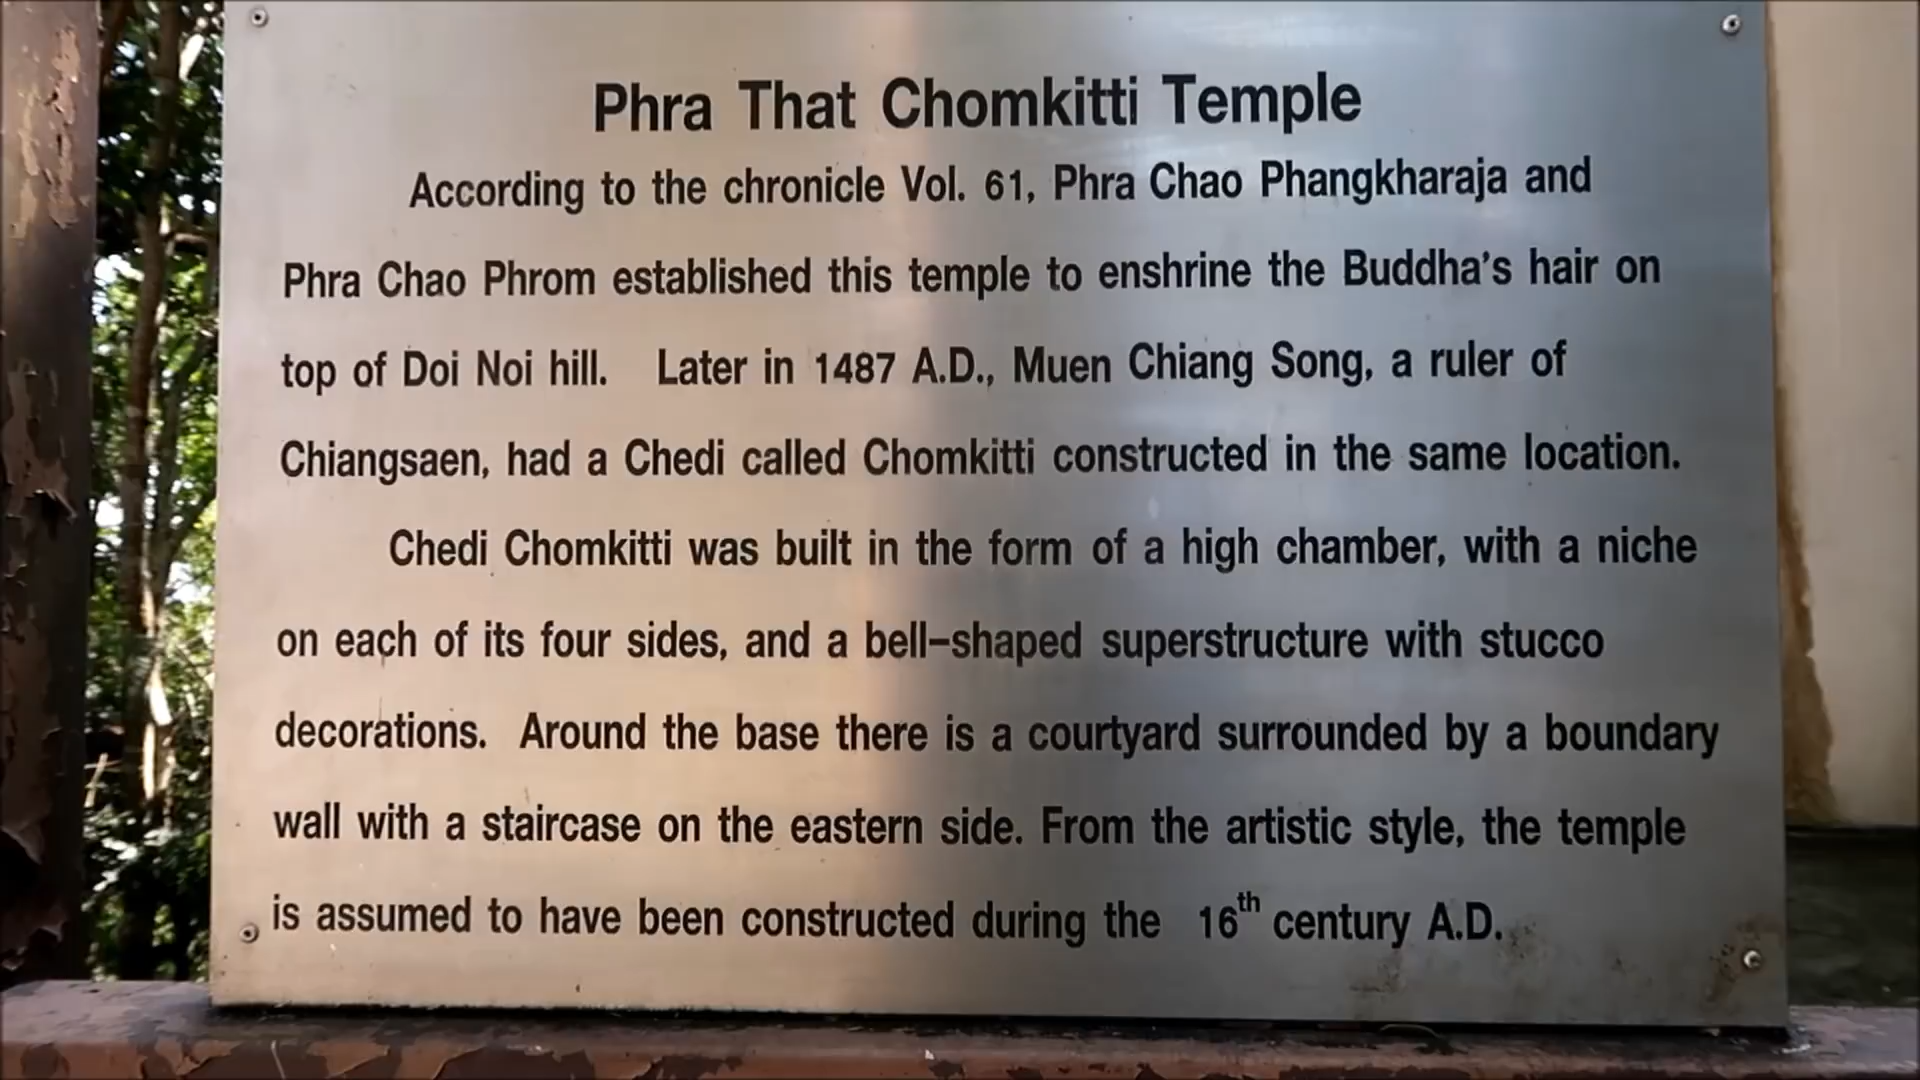 Phra That Chomkitti Temple
According to the chronicle Vol. 61, Phra Chao Phangkharaja and
Phra Chao Phrom established this temple to enshrine the Buddha's hair on
top of Doi Noi hill. Later in 1487 A.D., Muen Chiang Song, a ruler of
Chiangsaen, had a Chedi called Chomkitti constructed in the same location.
Chedi Chomkitti was built in the form of a high chamber, with a niche
on each of its four sides, and a bell-shaped superstructure with stucco
decorations. Around the base there is a courtyard surrounded by a boundary
wall with a staircase on the eastern side. From the artistic style, the temple
is assumed to have been constructed during the 16th century A.D.